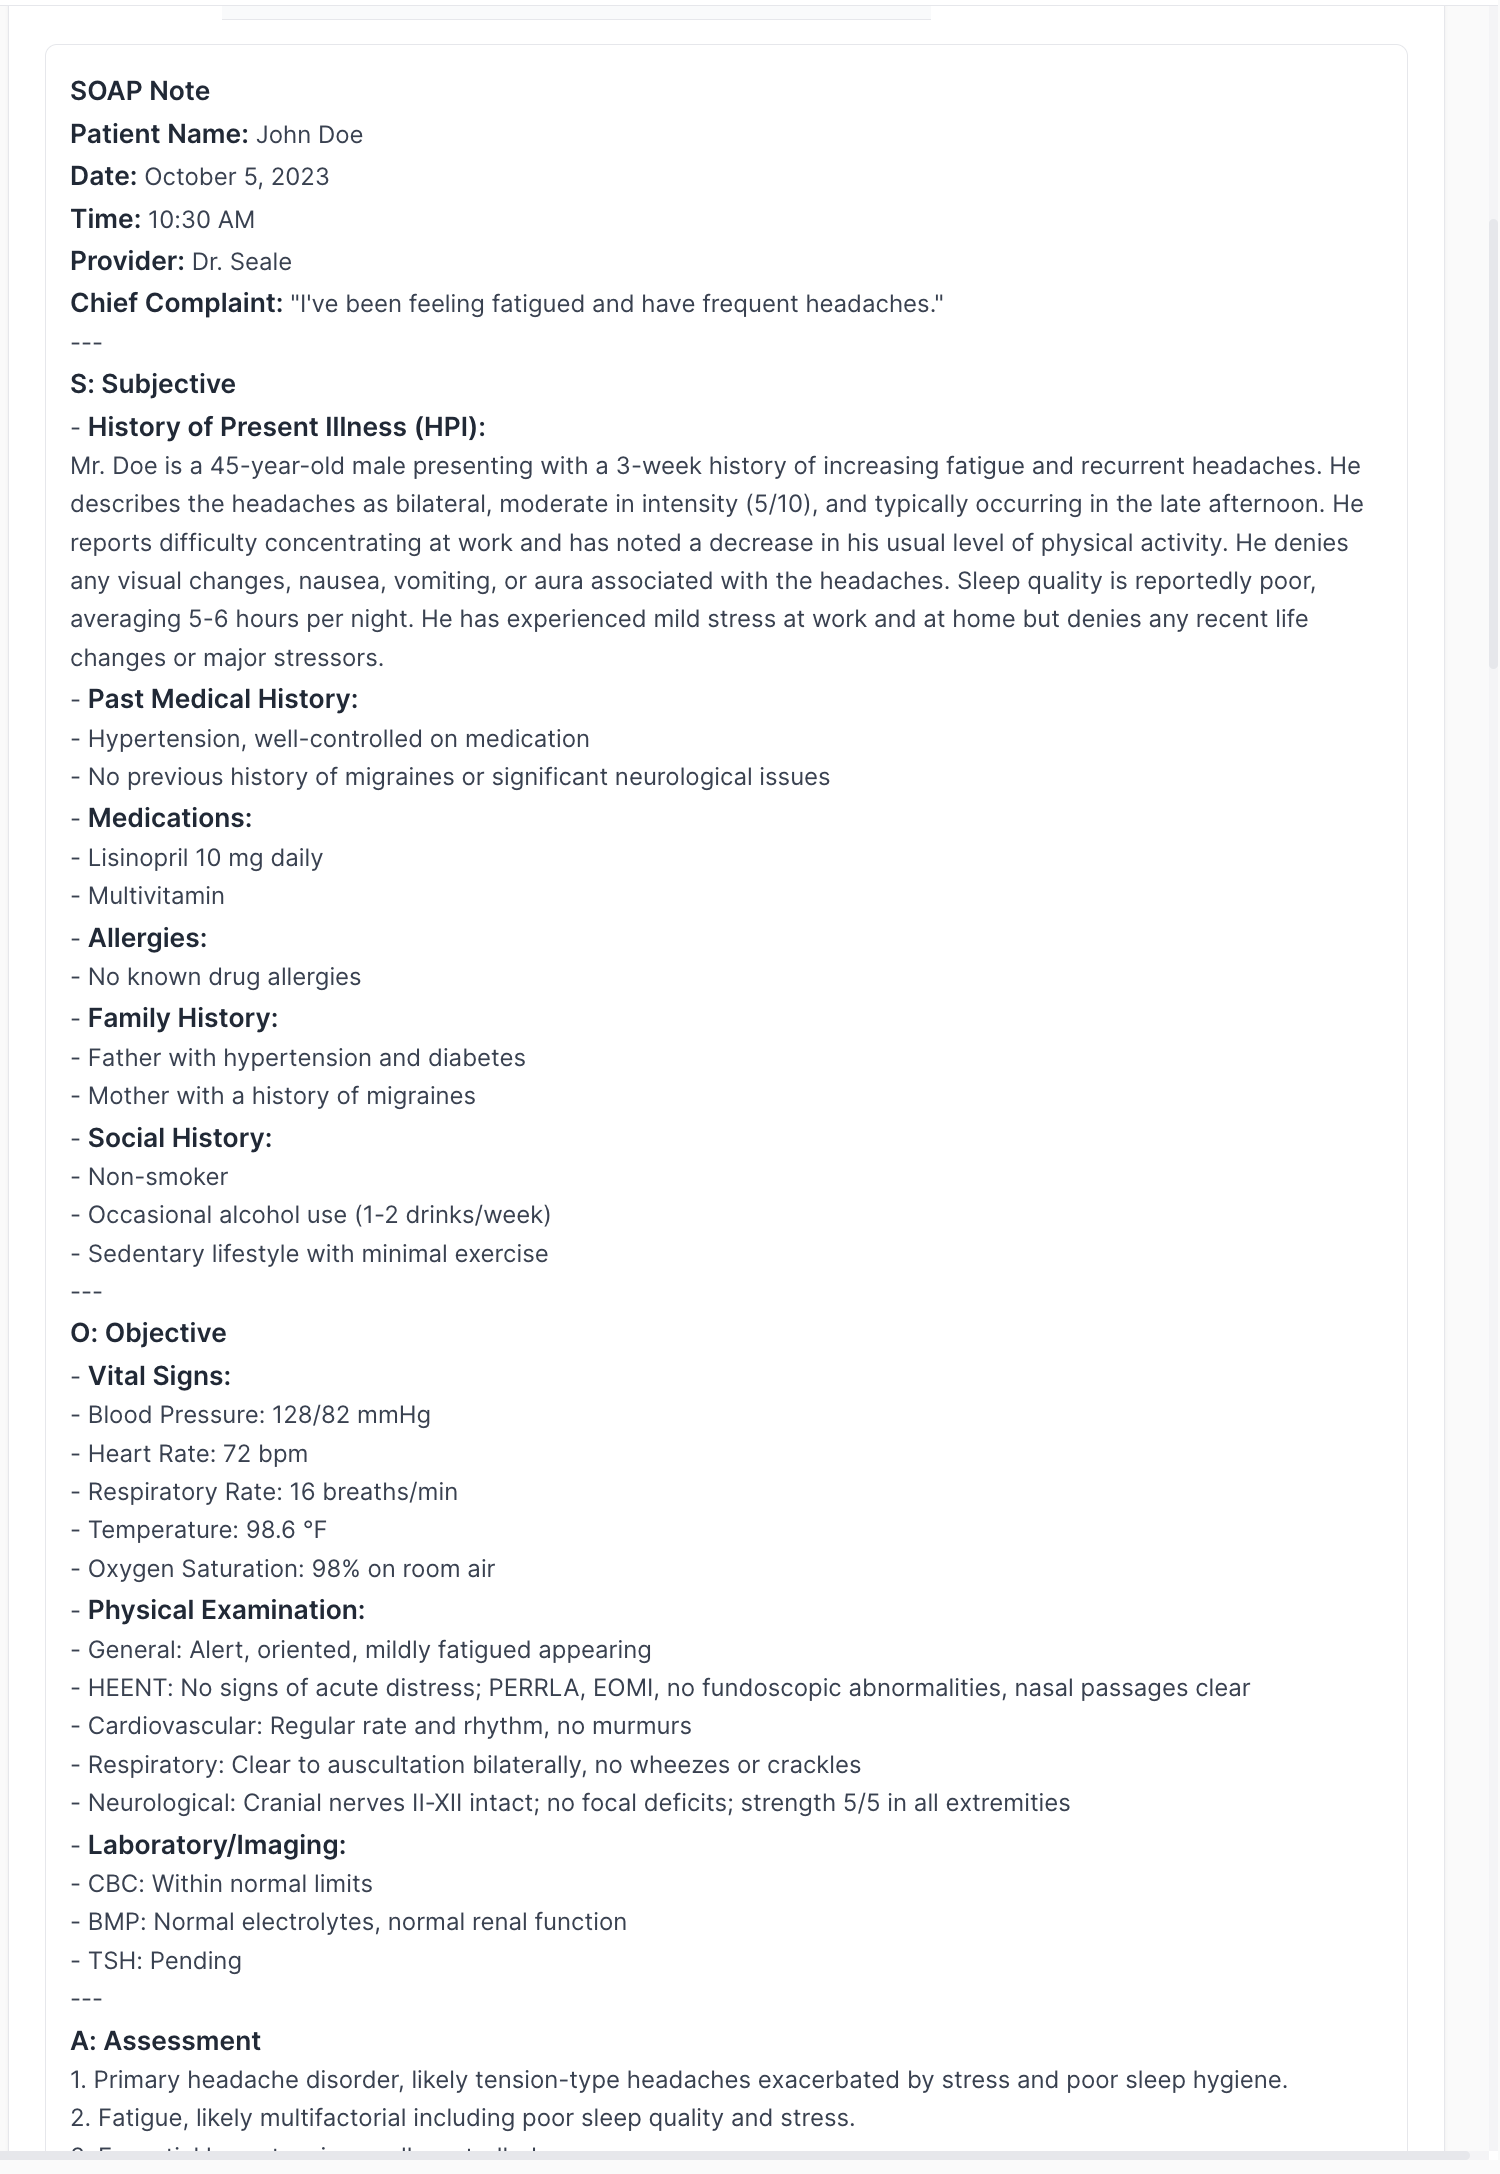 SOAP Note
Patient Name: John Doe
Date: October 5, 2023
Time: 10:30 AM
Provider: Dr. Seale
Chief Complaint: "I've been feeling fatigued and have frequent headaches."
---
S: Subjective
- History of Present Illness (HPI):
Mr. Doe is a 45-year-old male presenting with a 3-week history of increasing fatigue and recurrent headaches. He
describes the headaches as bilateral, moderate in intensity (5/10), and typically occurring in the late afternoon. He
reports difficulty concentrating at work and has noted a decrease in his usual level of physical activity. He denies
any visual changes, nausea, vomiting, or aura associated with the headaches. Sleep quality is reportedly poor,
averaging 5-6 hours per night. He has experienced mild stress at work and at home but denies any recent life
changes or major stressors.
- Past Medical History:
- Hypertension, well-controlled on medication
- No previous history of migraines or significant neurological issues
- Medications:
- Lisinopril 10 mg daily
- Multivitamin
- Allergies:
- No known drug allergies
- Family History:
- Father with hypertension and diabetes
- Mother with a history of migraines
- Social History:
- Non-smoker
- Occasional alcohol use (1-2 drinks/week)
- Sedentary lifestyle with minimal exercise
---
O: Objective
- Vital Signs:
- Blood Pressure: 128/82 mmHg
- Heart Rate: 72 bpm
- Respiratory Rate: 16 breaths/min
- Temperature: 98.6 °F
- Oxygen Saturation: 98% on room air
- Physical Examination:
- General: Alert, oriented, mildly fatigued appearing
- HEENT: No signs of acute distress; PERRLA, EOMI, no fundoscopic abnormalities, nasal passages clear
- Cardiovascular: Regular rate and rhythm, no murmurs
- Respiratory: Clear to auscultation bilaterally, no wheezes or crackles
- Neurological: Cranial nerves II-XII intact; no focal deficits; strength 5/5 in all extremities
- Laboratory/Imaging:
- CBC: Within normal limits
- BMP: Normal electrolytes, normal renal function
- TSH: Pending
---
A: Assessment
1. Primary headache disorder, likely tension-type headaches exacerbated by stress and poor sleep hygiene.
2. Fatigue, likely multifactorial including poor sleep quality and stress.